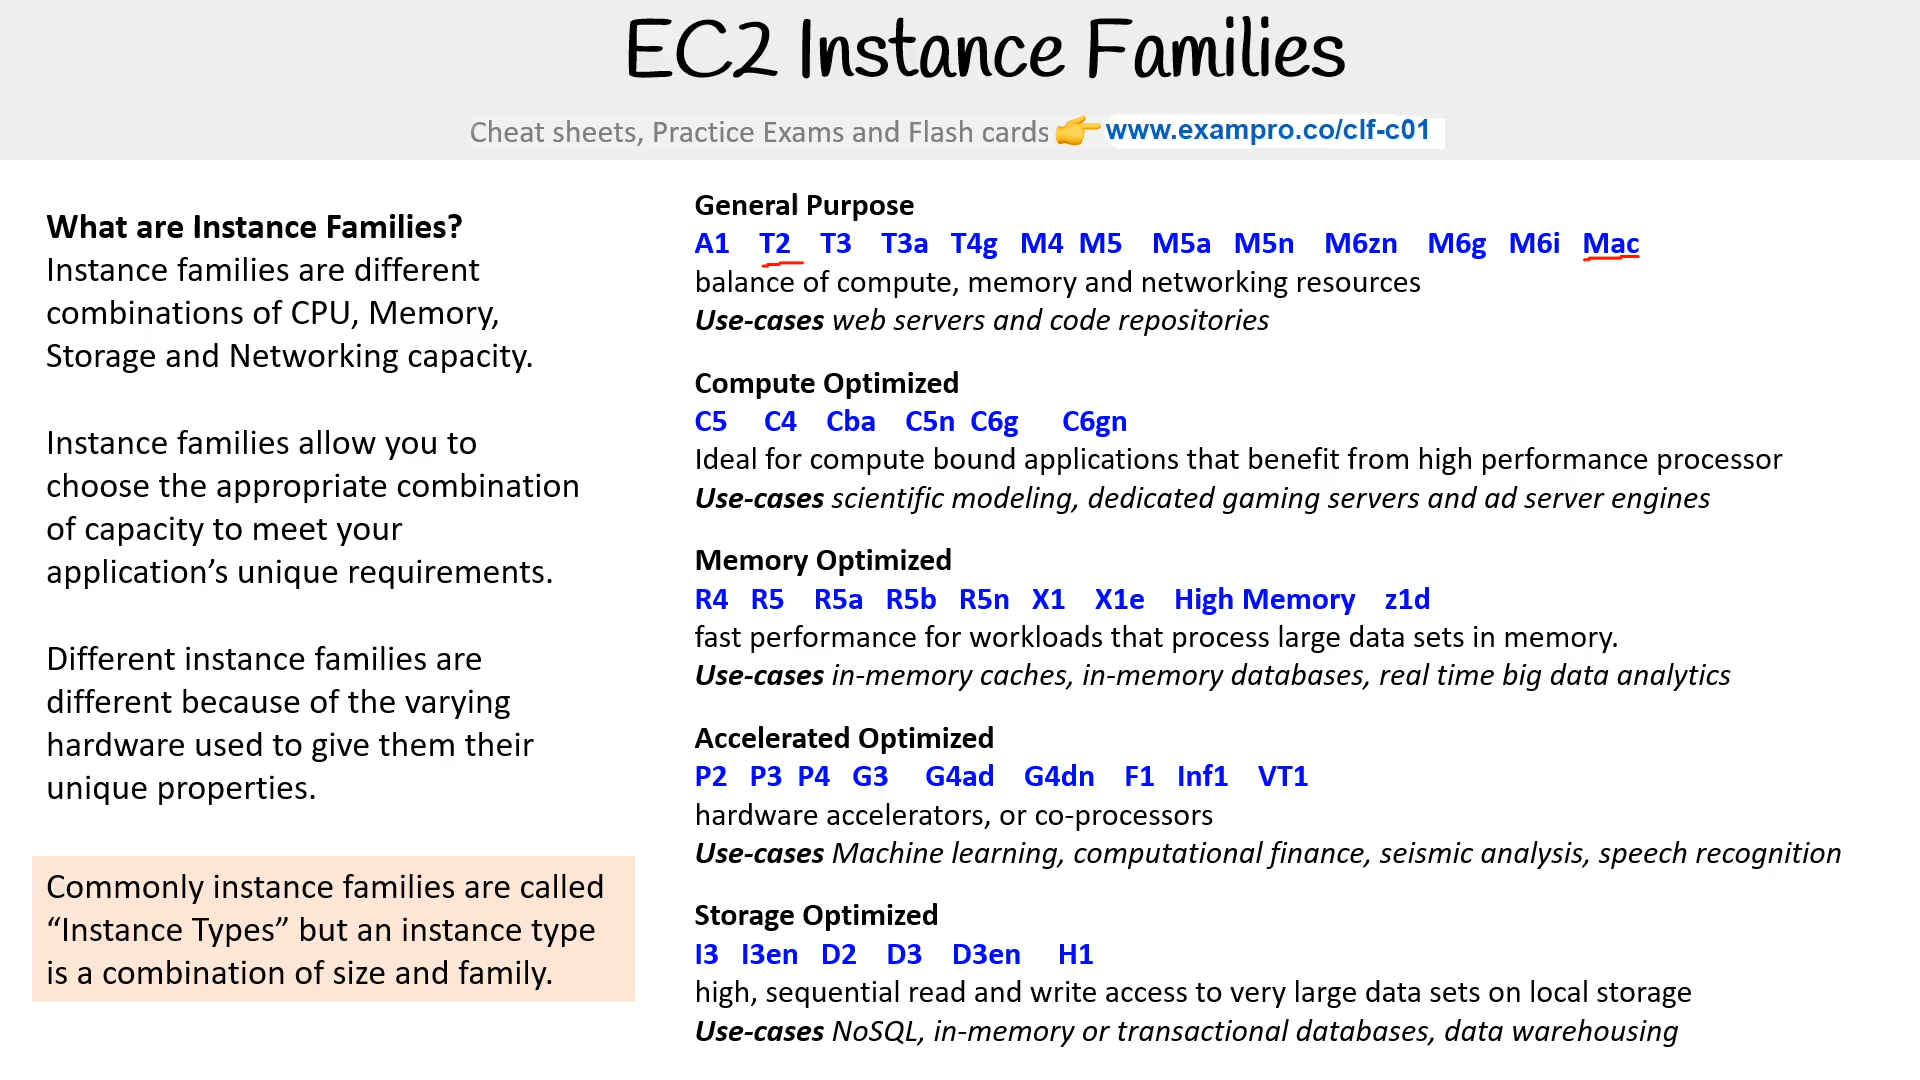 EC2 Instance Families
Cheat sheets, Practice Exams and Flash cards 👉 www.exampro.co/clf-c01
What are Instance Families?
Instance families are different
combinations of CPU, Memory,
Storage and Networking capacity.
Instance families allow you to
choose the appropriate combination
of capacity to meet your
application’s unique requirements.
Different instance families are
different because of the varying
hardware used to give them their
unique properties.
Commonly instance families are called
“Instance Types” but an instance type
is a combination of size and family.
General Purpose
A1 T2 T3 T3a T4g M4 M5 M5a M5n M6zn M6g M6i Mac
balance of compute, memory and networking resources
Use-cases web servers and code repositories
Compute Optimized
C5 C4 Cba C5n C6g C6gn
Ideal for compute bound applications that benefit from high performance processor
Use-cases scientific modeling, dedicated gaming servers and ad server engines
Memory Optimized
R4 R5 R5a R5b R5n X1 X1e High Memory z1d
fast performance for workloads that process large data sets in memory.
Use-cases in-memory caches, in-memory databases, real time big data analytics
Accelerated Optimized
P2 P3 P4 G3 G4ad G4dn F1 Inf1 VT1
hardware accelerators, or co-processors
Use-cases Machine learning, computational finance, seismic analysis, speech recognition
Storage Optimized
I3 I3en D2 D3 D3en H1
high, sequential read and write access to very large data sets on local storage
Use-cases NoSQL, in-memory or transactional databases, data warehousing